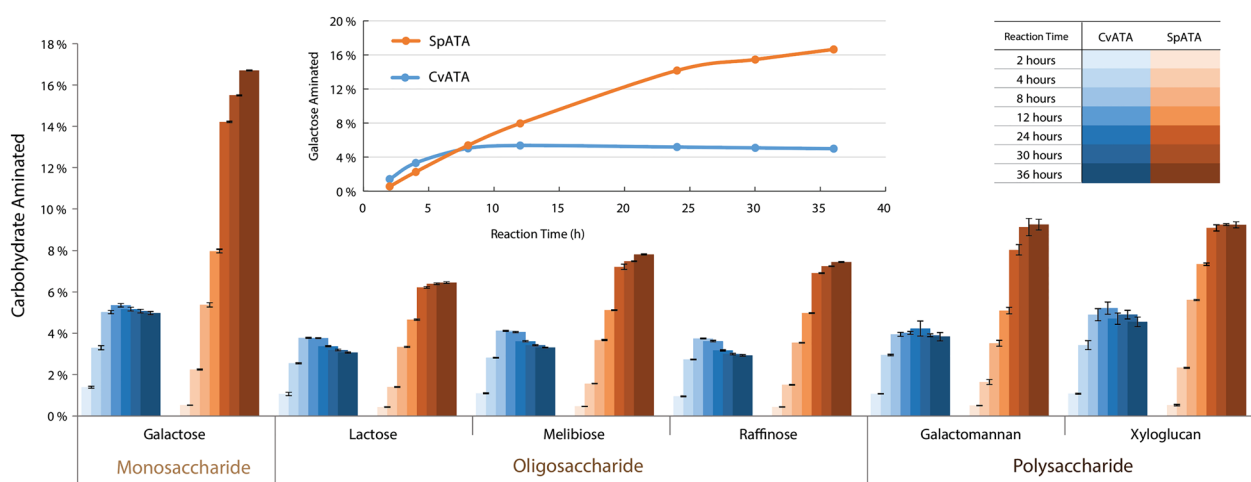 20 %
16 %
12 %
8 %
4 %
0 %
Galactose Aminated
SpATA
CvATA
0 5 10 15 20 25 30 35 40
Reaction Time (h)
Reaction Time CvATA SpATA
2 hours
4 hours
8 hours
12 hours
24 hours
30 hours
36 hours
Carbohydrate Aminated
18 %
16 %
14 %
12 %
10 %
8 %
6 %
4 %
2 %
0 %
Galactose Lactose Melibiose Raffinose Galactomannan Xyloglucan
Monosaccharide Oligosaccharide Polysaccharide